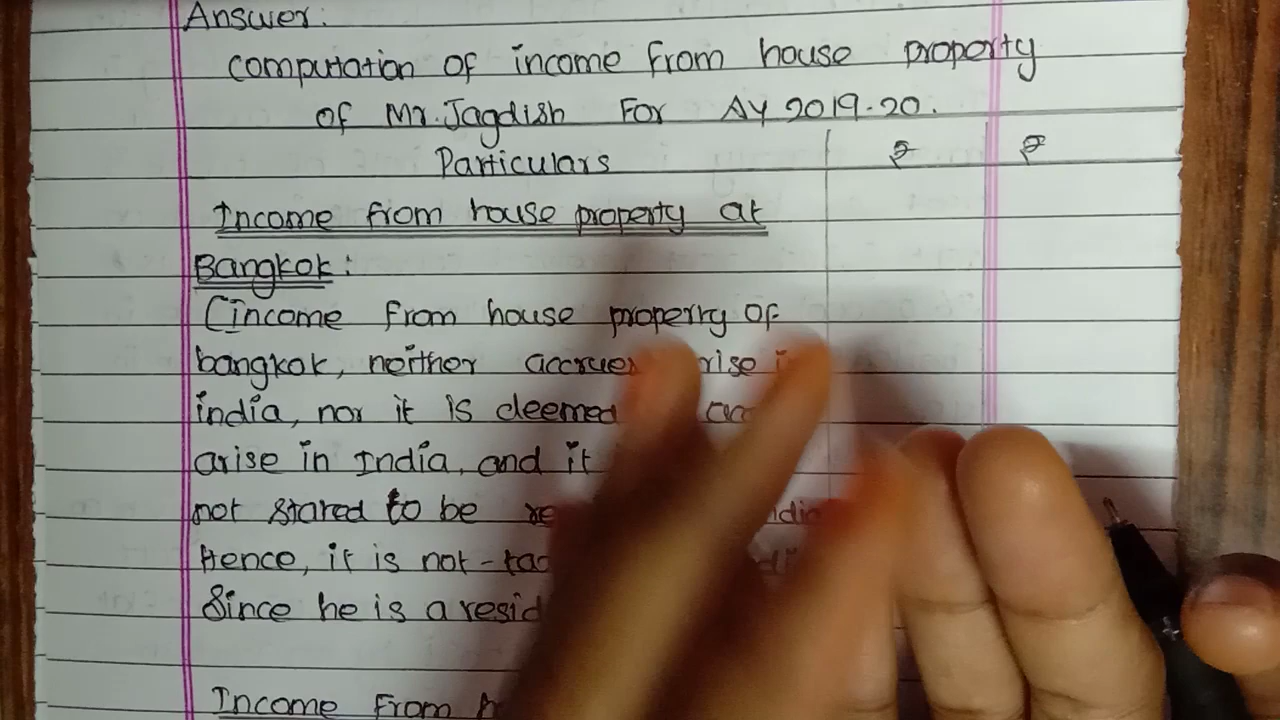 Answer:
computation of income from house property
of Mr. Jagdish For AY 2019-20.
Particulars ₹ ₹
Income from house property at
Bangkok:
(income from house property of
bangkok, neither
india, nor it is deemed
arise in India, and it
not stared to be
Hence, it is not-
Since he is a
Income From